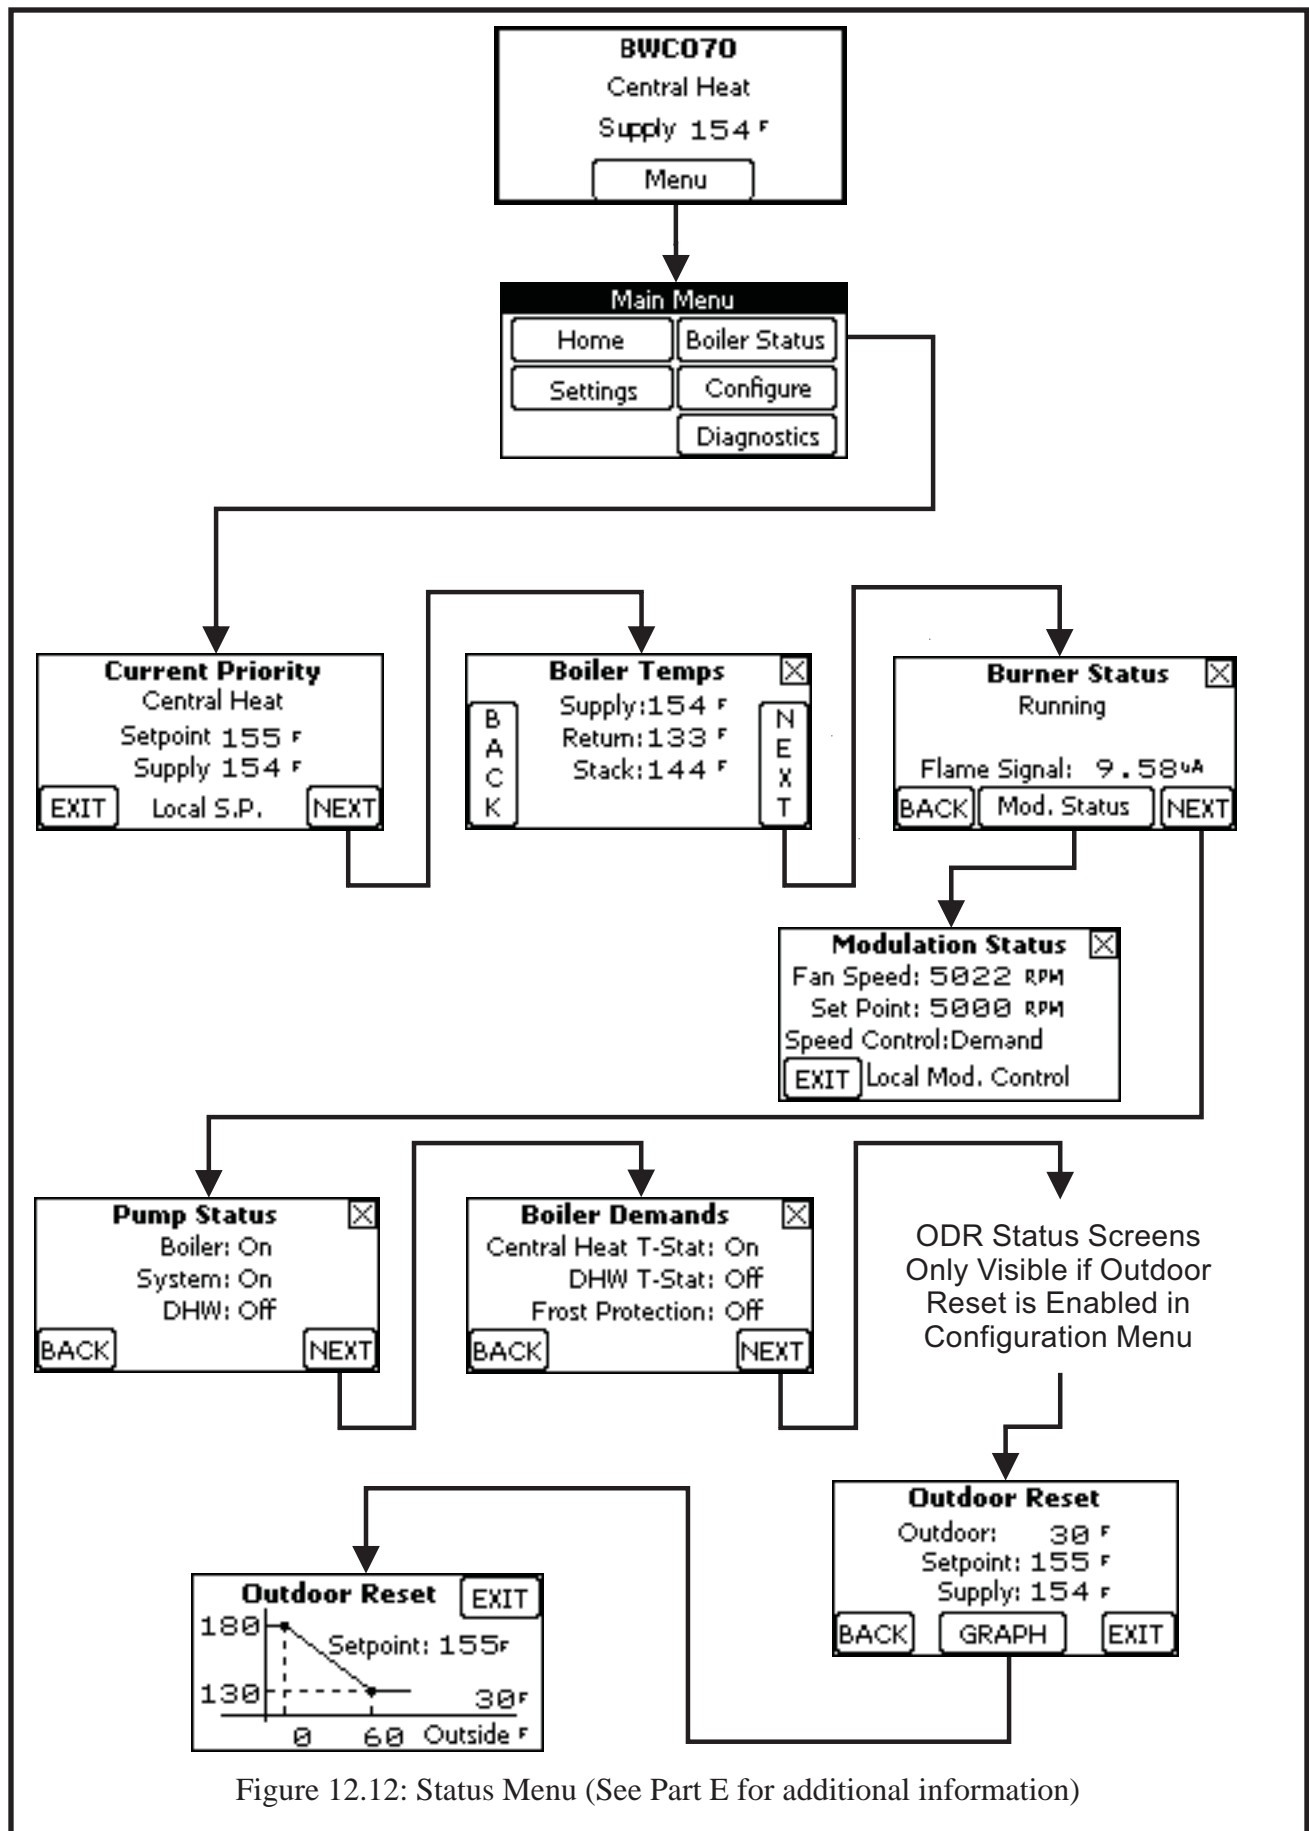 BWC070
Central Heat
Supply 154 F
Menu
Main Menu
Home
Boiler Status
Settings
Configure
Diagnostics
Current Priority
Central Heat
Setpoint 155 F
Supply 154 F
EXIT
Local S.P.
NEXT
Boiler Temps
Supply:154 F
Return:133 F
Stack:144 F
BACK
NEXT
Burner Status
Running
Flame Signal: 9.58uA
BACK
Mod. Status
NEXT
Modulation Status
Fan Speed: 5022 RPM
Set Point: 5000 RPM
Speed Control:Demand
EXIT
Local Mod. Control
Pump Status
Boiler: On
System: On
DHW: Off
BACK
NEXT
Boiler Demands
Central Heat T-Stat: On
DHW T-Stat: Off
Frost Protection: Off
BACK
NEXT
ODR Status Screens
Only Visible if Outdoor
Reset is Enabled in
Configuration Menu
Outdoor Reset
Outdoor: 30 F
Setpoint: 155 F
Supply: 154 F
BACK
GRAPH
EXIT
Outdoor Reset
EXIT
180
Setpoint: 155F
130
30F
0
60
Outside F
Figure 12.12: Status Menu (See Part E for additional information)